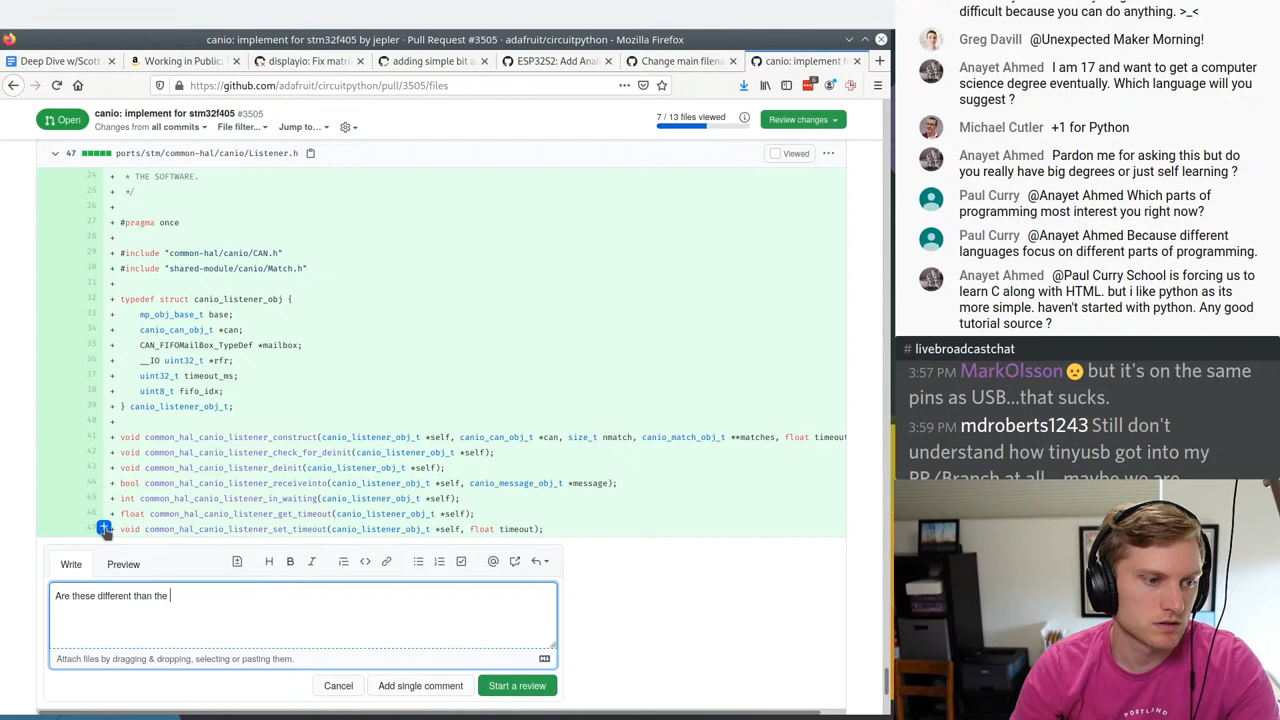 difficult because you can do anything. >_<
canio: implement for stm32f405 by jepler · Pull Request #3505 · adafruit/circuitpython - Mozilla Firefox
Greg Davill @Unexpected Maker Morning!
Deep Dive w/Scott
Working in Public: T
displayio: Fix matri
adding simple bit a
ESP32S2: Add Ana
Change main filena
canio: implement f
https://github.com/adafruit/circuitpython/pull/3505/files
Anayet Ahmed I am 17 and want to get a computer
science degree eventually. Which language will you
suggest ?
canio: implement for stm32f405 #3505
Open
Changes from all commits
File filter...
Jump to...
7 / 13 files viewed
Review changes
Michael Cutler +1 for Python
47 ports/stm/common-hal/canio/Listener.h
Viewed
Anayet Ahmed Pardon me for asking this but do
you really have big degrees or just self learning ?
24 + * THE SOFTWARE.
25 + */
26 +
27 + #pragma once
28 +
29 + #include "common-hal/canio/CAN.h"
30 + #include "shared-module/canio/Match.h"
31 +
32 + typedef struct canio_listener_obj {
33 + mp_obj_base_t base;
34 + canio_can_obj_t *can;
35 + CAN_FIFOMailBox_TypeDef *mailbox;
36 + __IO uint32_t *rfr;
37 + uint32_t timeout_ms;
38 + uint8_t fifo_idx;
39 + } canio_listener_obj_t;
40 +
41 + void common_hal_canio_listener_construct(canio_listener_obj_t *self, canio_can_obj_t *can, size_t nmatch, canio_match_obj_t **matches, float timeout
42 + void common_hal_canio_listener_check_for_deinit(canio_listener_obj_t *self);
43 + void common_hal_canio_listener_deinit(canio_listener_obj_t *self);
44 + bool common_hal_canio_listener_receiveinto(canio_listener_obj_t *self, canio_message_obj_t *message);
45 + int common_hal_canio_listener_in_waiting(canio_listener_obj_t *self);
46 + float common_hal_canio_listener_get_timeout(canio_listener_obj_t *self);
47 + void common_hal_canio_listener_set_timeout(canio_listener_obj_t *self, float timeout);
Paul Curry @Anayet Ahmed Which parts of
programming most interest you right now?
Paul Curry @Anayet Ahmed Because different
languages focus on different parts of programming.
Anayet Ahmed @Paul Curry School is forcing us to
learn C along with HTML. but i like python as its
more simple. haven't started with python. Any good
tutorial source ?
# livebroadcastchat
3:57 PM MarkOlsson but it's on the same
pins as USB...that sucks.
3:59 PM mdroberts1243 Still don't
understand how tinyusb got into my
PR/Branch at all...maybe we are
Write
Preview
Are these different than the
Attach files by dragging & dropping, selecting or pasting them.
Cancel
Add single comment
Start a review
PORTLAND